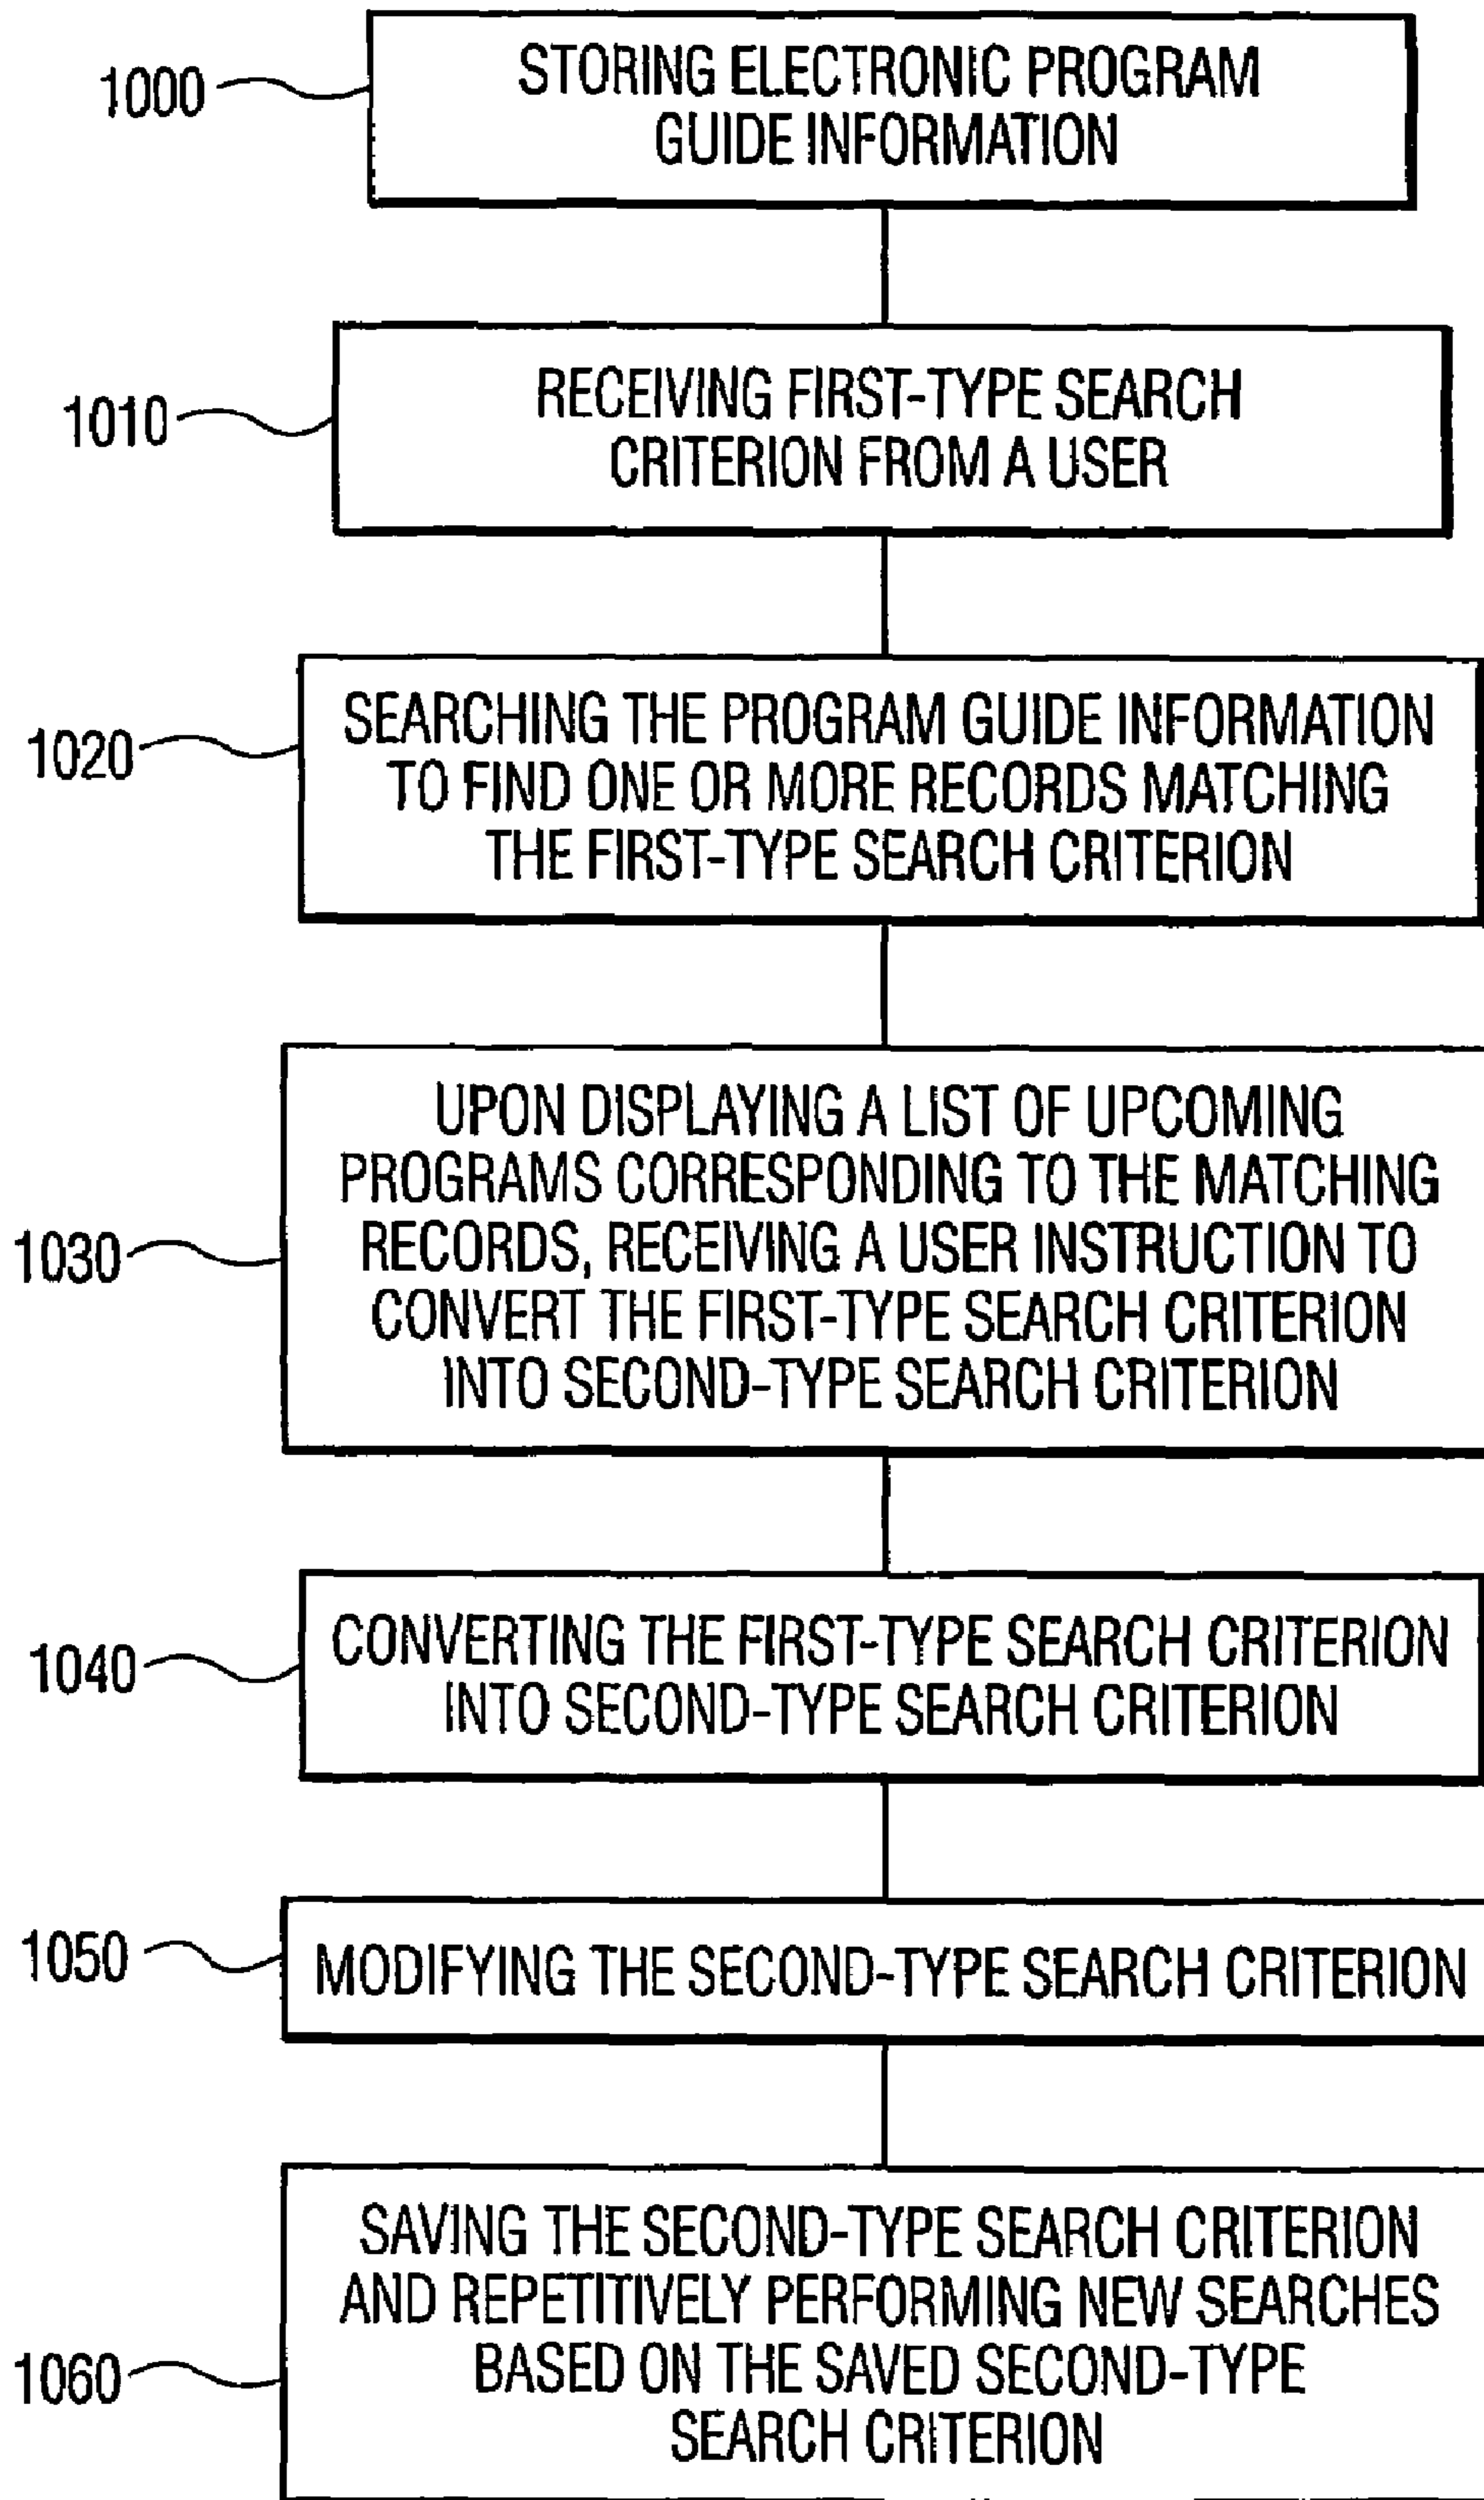 1000
STORING ELECTRONIC PROGRAM
GUIDE INFORMATION
1010
RECEIVING FIRST-TYPE SEARCH
CRITERION FROM A USER
1020
SEARCHING THE PROGRAM GUIDE INFORMATION
TO FIND ONE OR MORE RECORDS MATCHING
THE FIRST-TYPE SEARCH CRITERION
1030
UPON DISPLAYING A LIST OF UPCOMING
PROGRAMS CORRESPONDING TO THE MATCHING
RECORDS, RECEIVING A USER INSTRUCTION TO
CONVERT THE FIRST-TYPE SEARCH CRITERION
INTO SECOND-TYPE SEARCH CRITERION
1040
CONVERTING THE FIRST-TYPE SEARCH CRITERION
INTO SECOND-TYPE SEARCH CRITERION
1050
MODIFYING THE SECOND-TYPE SEARCH CRITERION
1060
SAVING THE SECOND-TYPE SEARCH CRITERION
AND REPETITIVELY PERFORMING NEW SEARCHES
BASED ON THE SAVED SECOND-TYPE
SEARCH CRITERION